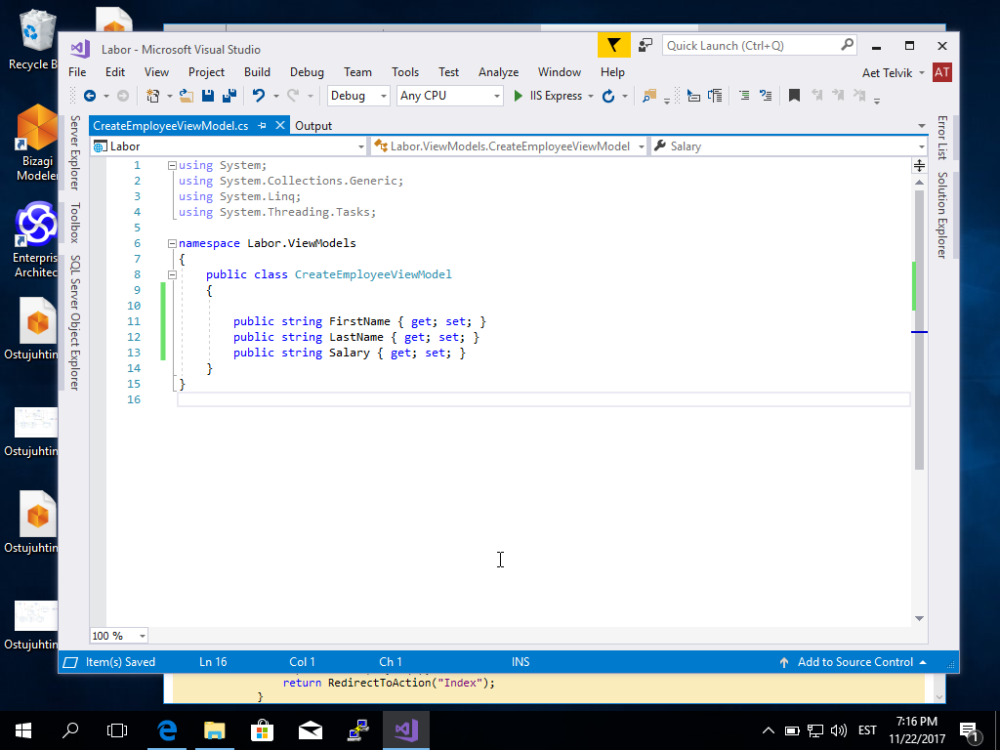 Recycle B
Bizagi
Modeler
Enterpris
Architec
Ostujuhtin
Ostujuhtin
Ostujuhtin
Ostujuhtin
Labor - Microsoft Visual Studio
Quick Launch (Ctrl+Q)
File Edit View Project Build Debug Team Tools Test Analyze Window Help
Aet Telvik AT
Debug Any CPU IIS Express
Server Explorer
Toolbox
SQL Server Object Explorer
CreateEmployeeViewModel.cs Output
Labor Labor.ViewModels.CreateEmployeeViewModel Salary
1 using System;
2 using System.Collections.Generic;
3 using System.Linq;
4 using System.Threading.Tasks;
5
6 namespace Labor.ViewModels
7 {
8 public class CreateEmployeeViewModel
9 {
10
11 public string FirstName { get; set; }
12 public string LastName { get; set; }
13 public string Salary { get; set; }
14 }
15 }
16
Error List
Solution Explorer
100 %
Item(s) Saved Ln 16 Col 1 Ch 1 INS Add to Source Control
return RedirectToAction("Index");
}
EST
7:16 PM
11/22/2017
1